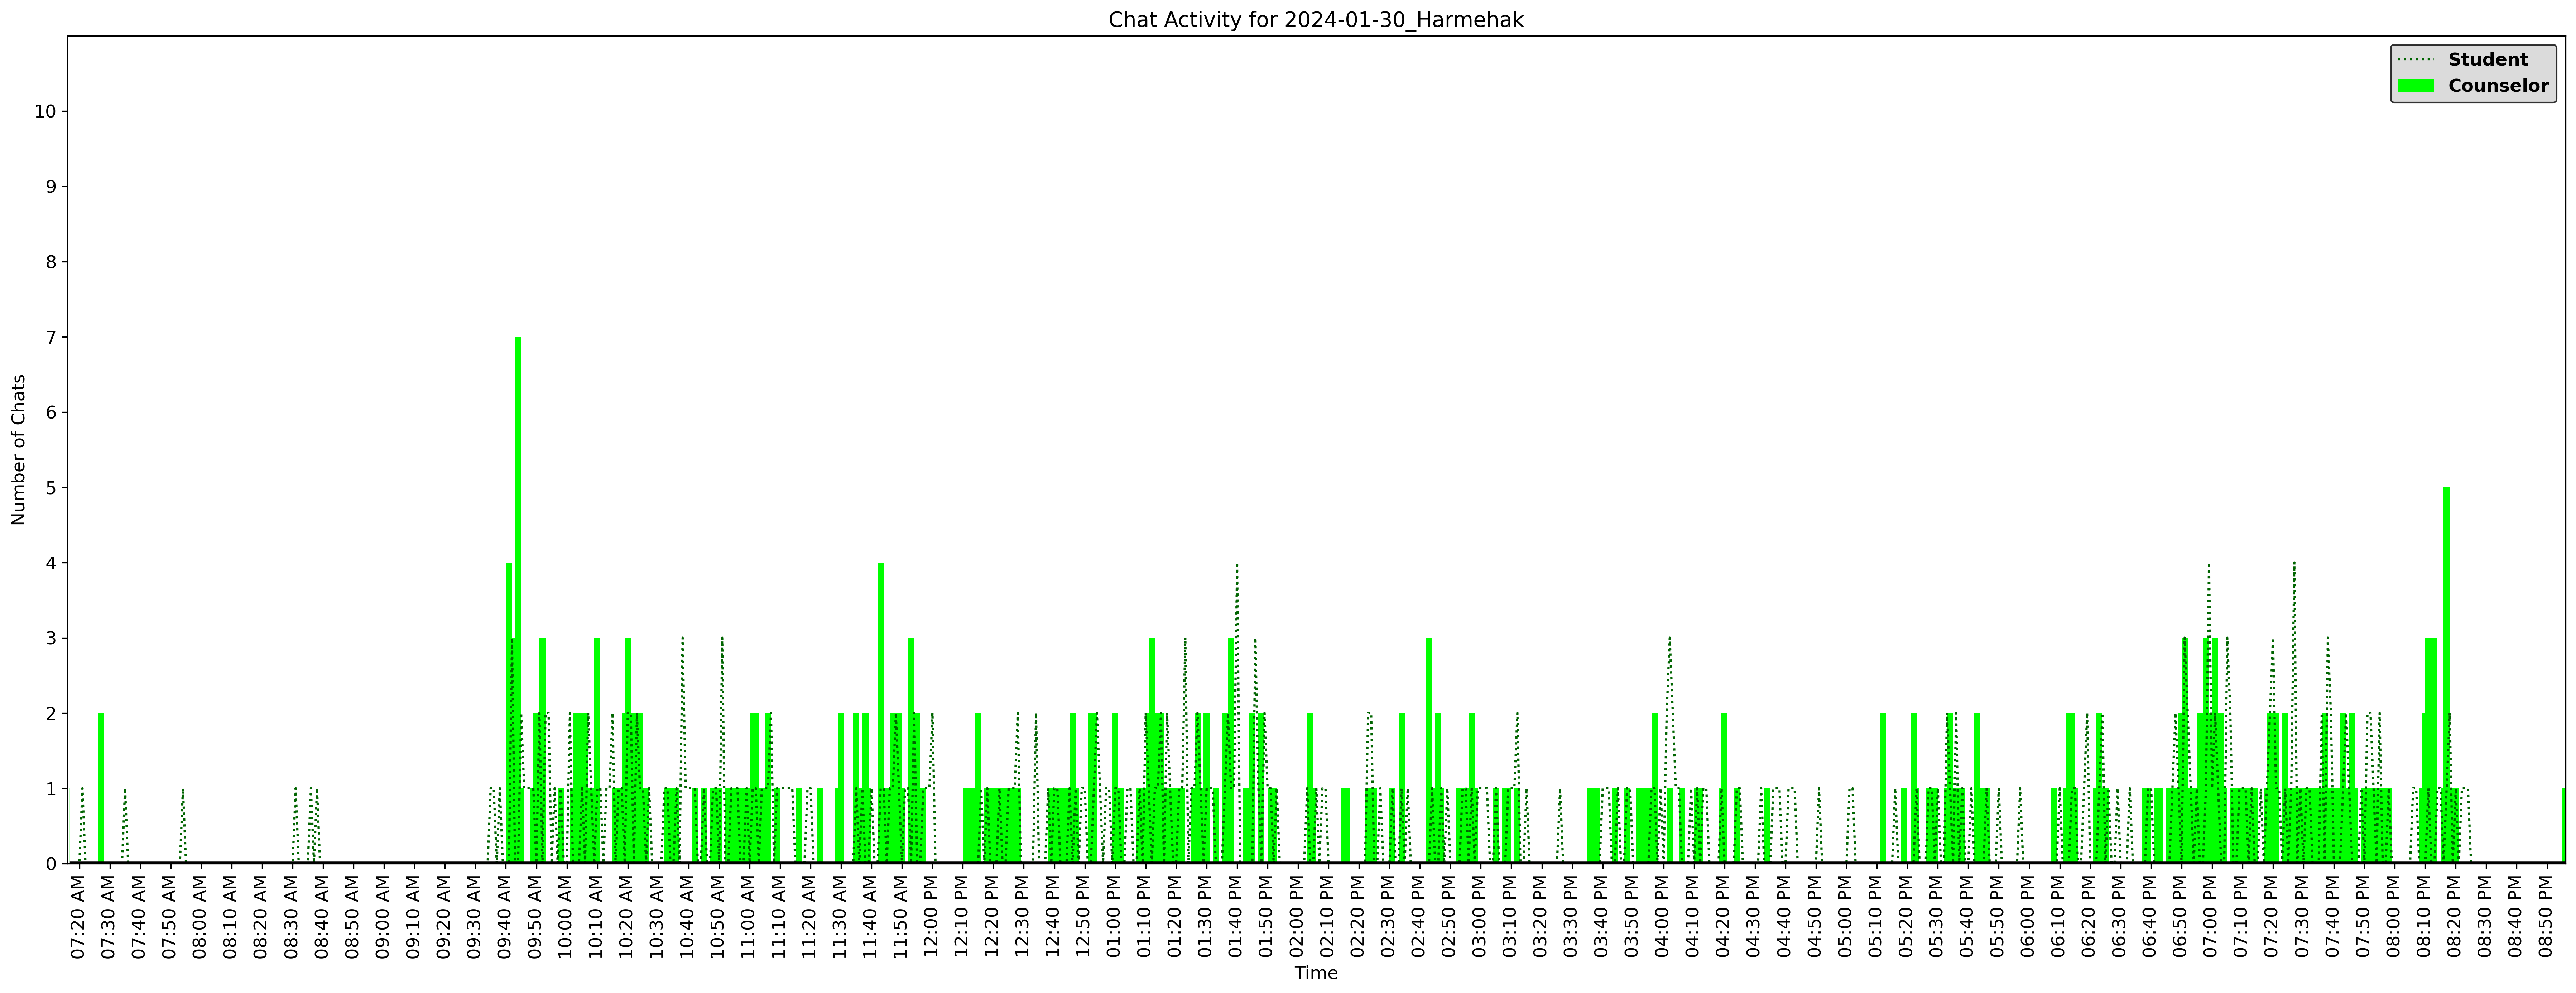 Chat Activity for 2024-01-30_Harmehak
Student
Counselor
Number of Chats
10
9
8
7
6
5
4
3
2
1
0
07:20 AM
07:30 AM
07:40 AM
07:50 AM
08:00 AM
08:10 AM
08:20 AM
08:30 AM
08:40 AM
08:50 AM
09:00 AM
09:10 AM
09:20 AM
09:30 AM
09:40 AM
09:50 AM
10:00 AM
10:10 AM
10:20 AM
10:30 AM
10:40 AM
10:50 AM
11:00 AM
11:10 AM
11:20 AM
11:30 AM
11:40 AM
11:50 AM
12:00 PM
12:10 PM
12:20 PM
12:30 PM
12:40 PM
12:50 PM
01:00 PM
01:10 PM
01:20 PM
01:30 PM
01:40 PM
01:50 PM
02:00 PM
02:10 PM
02:20 PM
02:30 PM
02:40 PM
02:50 PM
03:00 PM
03:10 PM
03:20 PM
03:30 PM
03:40 PM
03:50 PM
04:00 PM
04:10 PM
04:20 PM
04:30 PM
04:40 PM
04:50 PM
05:00 PM
05:10 PM
05:20 PM
05:30 PM
05:40 PM
05:50 PM
06:00 PM
06:10 PM
06:20 PM
06:30 PM
06:40 PM
06:50 PM
07:00 PM
07:10 PM
07:20 PM
07:30 PM
07:40 PM
07:50 PM
08:00 PM
08:10 PM
08:20 PM
08:30 PM
08:40 PM
08:50 PM
Time